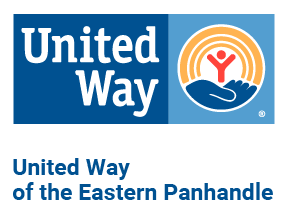 United
Way
®
United Way
of the Eastern Panhandle